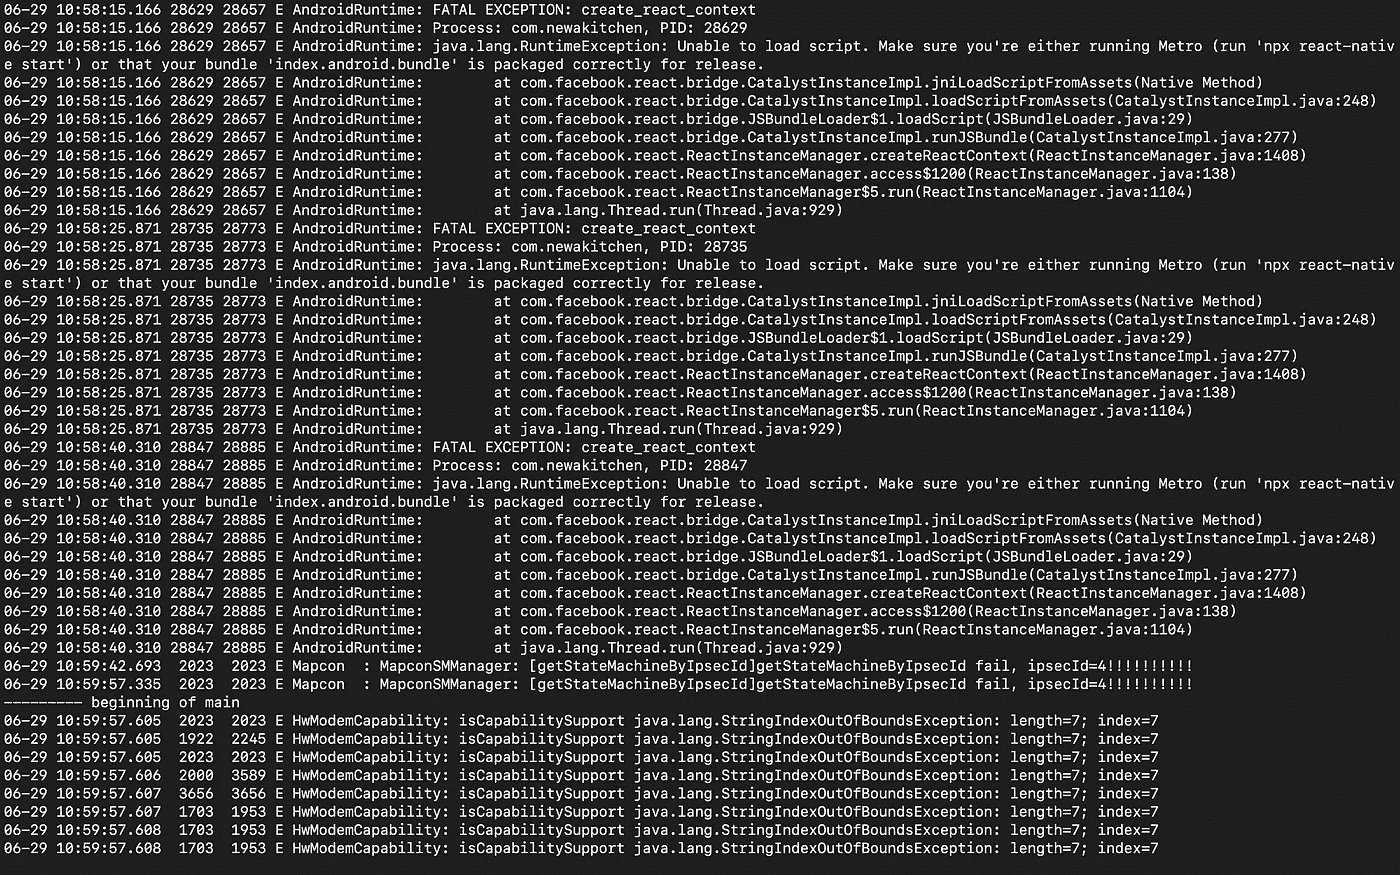 06-29 10:58:15.166 28629 28657 E AndroidRuntime: FATAL EXCEPTION: create_react_context
06-29 10:58:15.166 28629 28657 E AndroidRuntime: Process: com.newakitchen, PID: 28629
06-29 10:58:15.166 28629 28657 E AndroidRuntime: java.lang.RuntimeException: Unable to load script. Make sure you're either running Metro (run 'npx react-nativ
e start') or that your bundle 'index.android.bundle' is packaged correctly for release.
06-29 10:58:15.166 28629 28657 E AndroidRuntime:        at com.facebook.react.bridge.CatalystInstanceImpl.jniLoadScriptFromAssets(Native Method)
06-29 10:58:15.166 28629 28657 E AndroidRuntime:        at com.facebook.react.bridge.CatalystInstanceImpl.loadScriptFromAssets(CatalystInstanceImpl.java:248)
06-29 10:58:15.166 28629 28657 E AndroidRuntime:        at com.facebook.react.bridge.JSBundleLoader$1.loadScript(JSBundleLoader.java:29)
06-29 10:58:15.166 28629 28657 E AndroidRuntime:        at com.facebook.react.bridge.CatalystInstanceImpl.runJSBundle(CatalystInstanceImpl.java:277)
06-29 10:58:15.166 28629 28657 E AndroidRuntime:        at com.facebook.react.ReactInstanceManager.createReactContext(ReactInstanceManager.java:1408)
06-29 10:58:15.166 28629 28657 E AndroidRuntime:        at com.facebook.react.ReactInstanceManager.access$1200(ReactInstanceManager.java:138)
06-29 10:58:15.166 28629 28657 E AndroidRuntime:        at com.facebook.react.ReactInstanceManager$5.run(ReactInstanceManager.java:1104)
06-29 10:58:15.166 28629 28657 E AndroidRuntime:        at java.lang.Thread.run(Thread.java:929)
06-29 10:58:25.871 28735 28773 E AndroidRuntime: FATAL EXCEPTION: create_react_context
06-29 10:58:25.871 28735 28773 E AndroidRuntime: Process: com.newakitchen, PID: 28735
06-29 10:58:25.871 28735 28773 E AndroidRuntime: java.lang.RuntimeException: Unable to load script. Make sure you're either running Metro (run 'npx react-nativ
e start') or that your bundle 'index.android.bundle' is packaged correctly for release.
06-29 10:58:25.871 28735 28773 E AndroidRuntime:        at com.facebook.react.bridge.CatalystInstanceImpl.jniLoadScriptFromAssets(Native Method)
06-29 10:58:25.871 28735 28773 E AndroidRuntime:        at com.facebook.react.bridge.CatalystInstanceImpl.loadScriptFromAssets(CatalystInstanceImpl.java:248)
06-29 10:58:25.871 28735 28773 E AndroidRuntime:        at com.facebook.react.bridge.JSBundleLoader$1.loadScript(JSBundleLoader.java:29)
06-29 10:58:25.871 28735 28773 E AndroidRuntime:        at com.facebook.react.bridge.CatalystInstanceImpl.runJSBundle(CatalystInstanceImpl.java:277)
06-29 10:58:25.871 28735 28773 E AndroidRuntime:        at com.facebook.react.ReactInstanceManager.createReactContext(ReactInstanceManager.java:1408)
06-29 10:58:25.871 28735 28773 E AndroidRuntime:        at com.facebook.react.ReactInstanceManager.access$1200(ReactInstanceManager.java:138)
06-29 10:58:25.871 28735 28773 E AndroidRuntime:        at com.facebook.react.ReactInstanceManager$5.run(ReactInstanceManager.java:1104)
06-29 10:58:25.871 28735 28773 E AndroidRuntime:        at java.lang.Thread.run(Thread.java:929)
06-29 10:58:40.310 28847 28885 E AndroidRuntime: FATAL EXCEPTION: create_react_context
06-29 10:58:40.310 28847 28885 E AndroidRuntime: Process: com.newakitchen, PID: 28847
06-29 10:58:40.310 28847 28885 E AndroidRuntime: java.lang.RuntimeException: Unable to load script. Make sure you're either running Metro (run 'npx react-nativ
e start') or that your bundle 'index.android.bundle' is packaged correctly for release.
06-29 10:58:40.310 28847 28885 E AndroidRuntime:        at com.facebook.react.bridge.CatalystInstanceImpl.jniLoadScriptFromAssets(Native Method)
06-29 10:58:40.310 28847 28885 E AndroidRuntime:        at com.facebook.react.bridge.CatalystInstanceImpl.loadScriptFromAssets(CatalystInstanceImpl.java:248)
06-29 10:58:40.310 28847 28885 E AndroidRuntime:        at com.facebook.react.bridge.JSBundleLoader$1.loadScript(JSBundleLoader.java:29)
06-29 10:58:40.310 28847 28885 E AndroidRuntime:        at com.facebook.react.bridge.CatalystInstanceImpl.runJSBundle(CatalystInstanceImpl.java:277)
06-29 10:58:40.310 28847 28885 E AndroidRuntime:        at com.facebook.react.ReactInstanceManager.createReactContext(ReactInstanceManager.java:1408)
06-29 10:58:40.310 28847 28885 E AndroidRuntime:        at com.facebook.react.ReactInstanceManager.access$1200(ReactInstanceManager.java:138)
06-29 10:58:40.310 28847 28885 E AndroidRuntime:        at com.facebook.react.ReactInstanceManager$5.run(ReactInstanceManager.java:1104)
06-29 10:58:40.310 28847 28885 E AndroidRuntime:        at java.lang.Thread.run(Thread.java:929)
06-29 10:59:42.693  2023  2023 E Mapcon  : MapconSMManager: [getStateMachineByIpsecId]getStateMachineByIpsecId fail, ipsecId=4!!!!!!!!!!
06-29 10:59:57.335  2023  2023 E Mapcon  : MapconSMManager: [getStateMachineByIpsecId]getStateMachineByIpsecId fail, ipsecId=4!!!!!!!!!!
--------- beginning of main
06-29 10:59:57.605  2023  2023 E HwModemCapability: isCapabilitySupport java.lang.StringIndexOutOfBoundsException: length=7; index=7
06-29 10:59:57.605  1922  2245 E HwModemCapability: isCapabilitySupport java.lang.StringIndexOutOfBoundsException: length=7; index=7
06-29 10:59:57.605  2023  2023 E HwModemCapability: isCapabilitySupport java.lang.StringIndexOutOfBoundsException: length=7; index=7
06-29 10:59:57.606  2000  3589 E HwModemCapability: isCapabilitySupport java.lang.StringIndexOutOfBoundsException: length=7; index=7
06-29 10:59:57.607  3656  3656 E HwModemCapability: isCapabilitySupport java.lang.StringIndexOutOfBoundsException: length=7; index=7
06-29 10:59:57.607  1703  1953 E HwModemCapability: isCapabilitySupport java.lang.StringIndexOutOfBoundsException: length=7; index=7
06-29 10:59:57.608  1703  1953 E HwModemCapability: isCapabilitySupport java.lang.StringIndexOutOfBoundsException: length=7; index=7
06-29 10:59:57.608  1703  1953 E HwModemCapability: isCapabilitySupport java.lang.StringIndexOutOfBoundsException: length=7; index=7